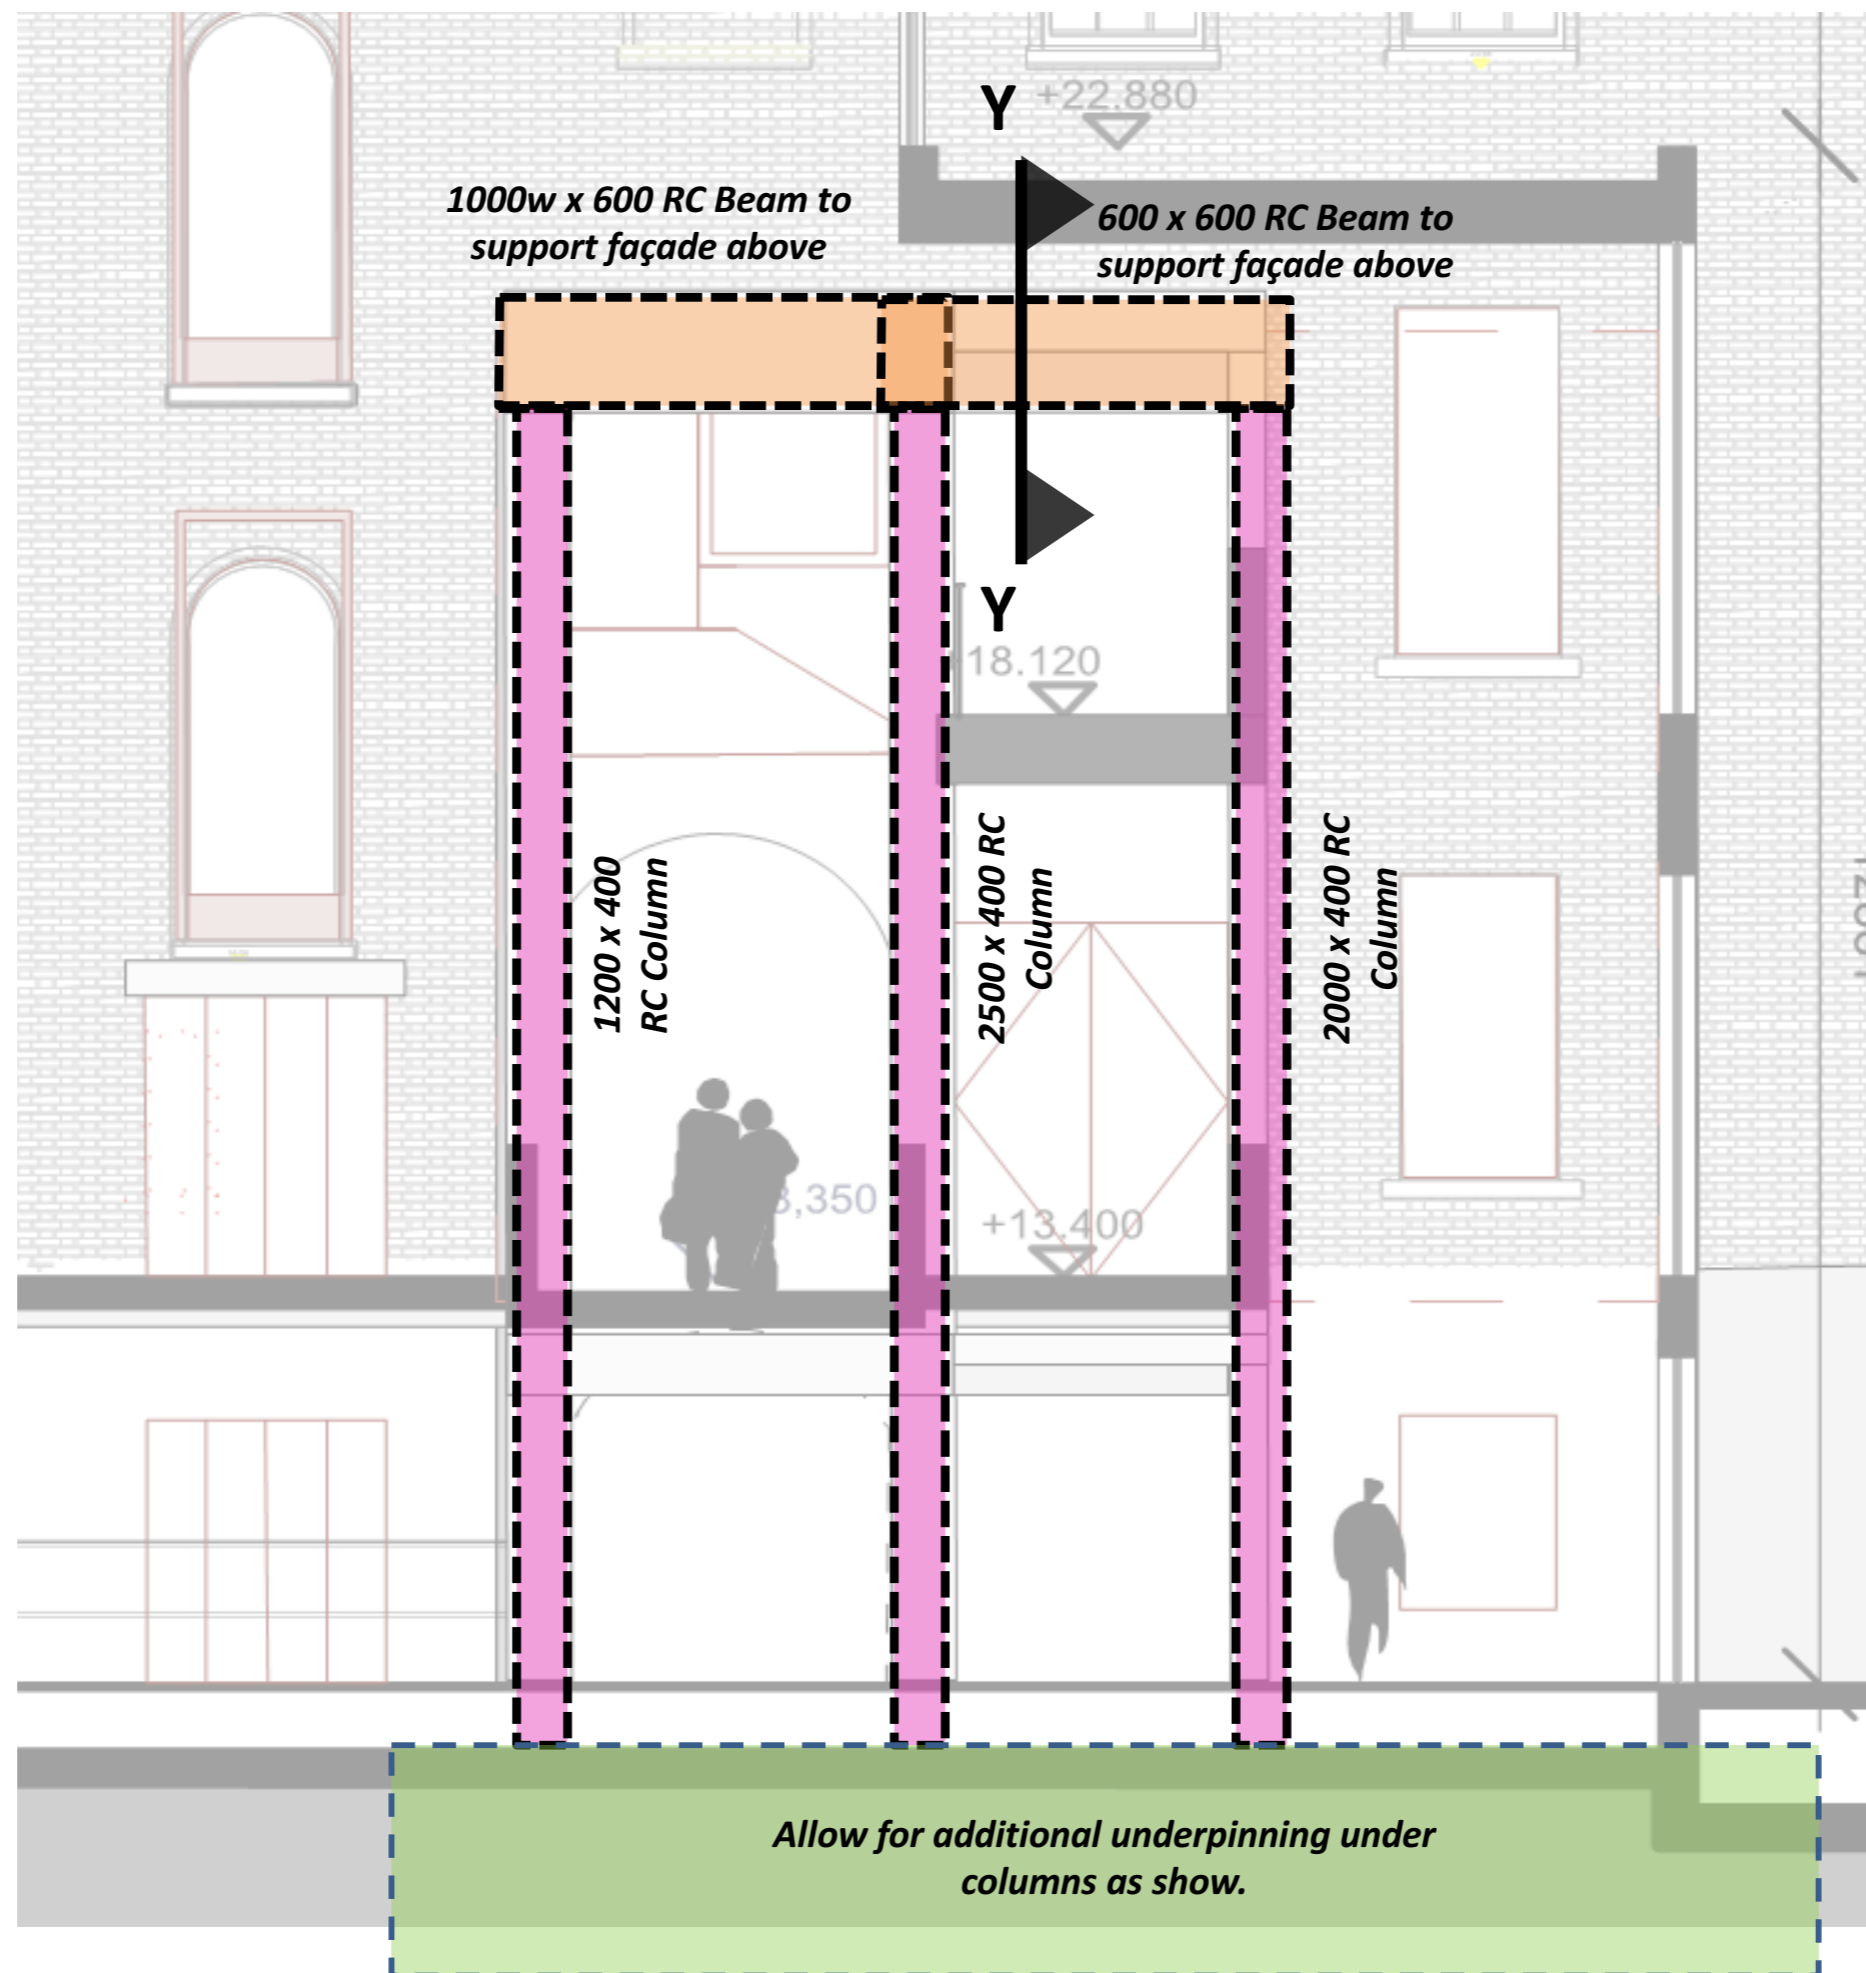 Y
+22.880
1000w x 600 RC Beam to
support façade above
600 x 600 RC Beam to
support façade above
Y
18.120
1200 x 400
RC Column
2500 x 400 RC
Column
2000 x 400 RC
Column
3,350
+13.400
Allow for additional underpinning under
columns as show.